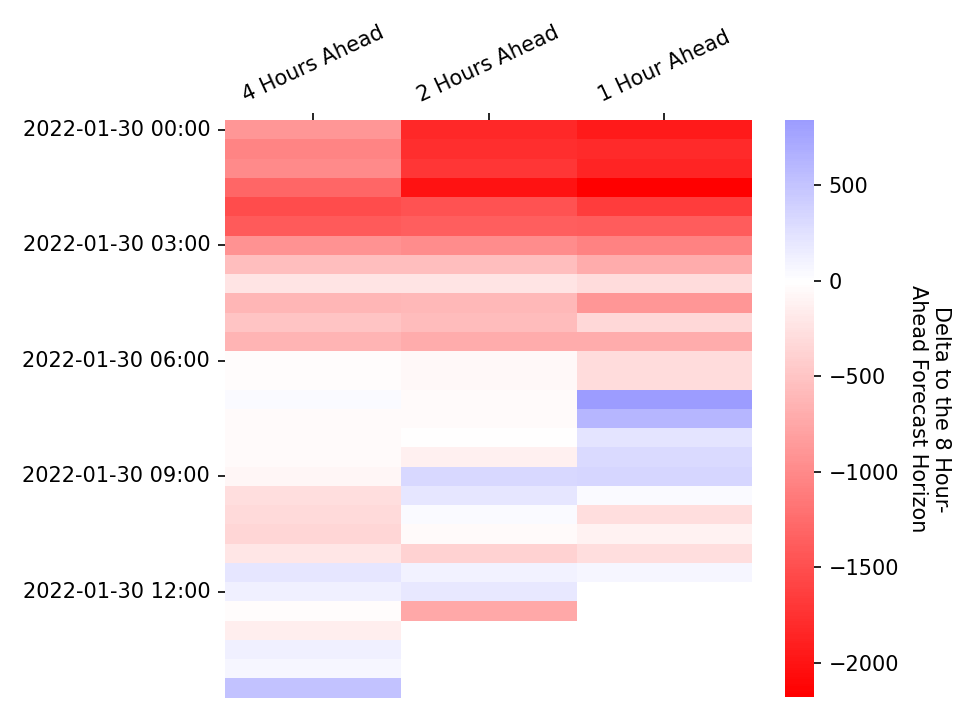 4 Hours Ahead
2 Hours Ahead
1 Hour Ahead
2022-01-30 00:00
2022-01-30 03:00
2022-01-30 06:00
2022-01-30 09:00
2022-01-30 12:00
500
0
−500
−1000
−1500
−2000
Delta to the 8 Hour-
Ahead Forecast Horizon